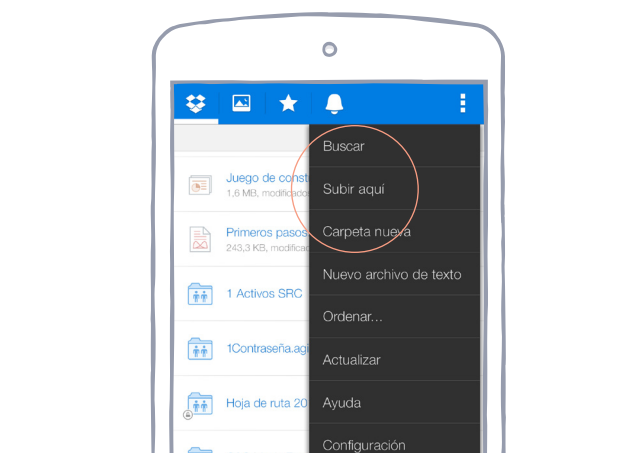 Buscar
Juego de const
1,6 MB, modificado
Subir aquí
Primeros pasos
243,3 KB, modificad
Carpeta nueva
Nuevo archivo de texto
1 Activos SRC
Ordenar...
1Contraseña.agi
Actualizar
Hoja de ruta 20
Ayuda
Configuración